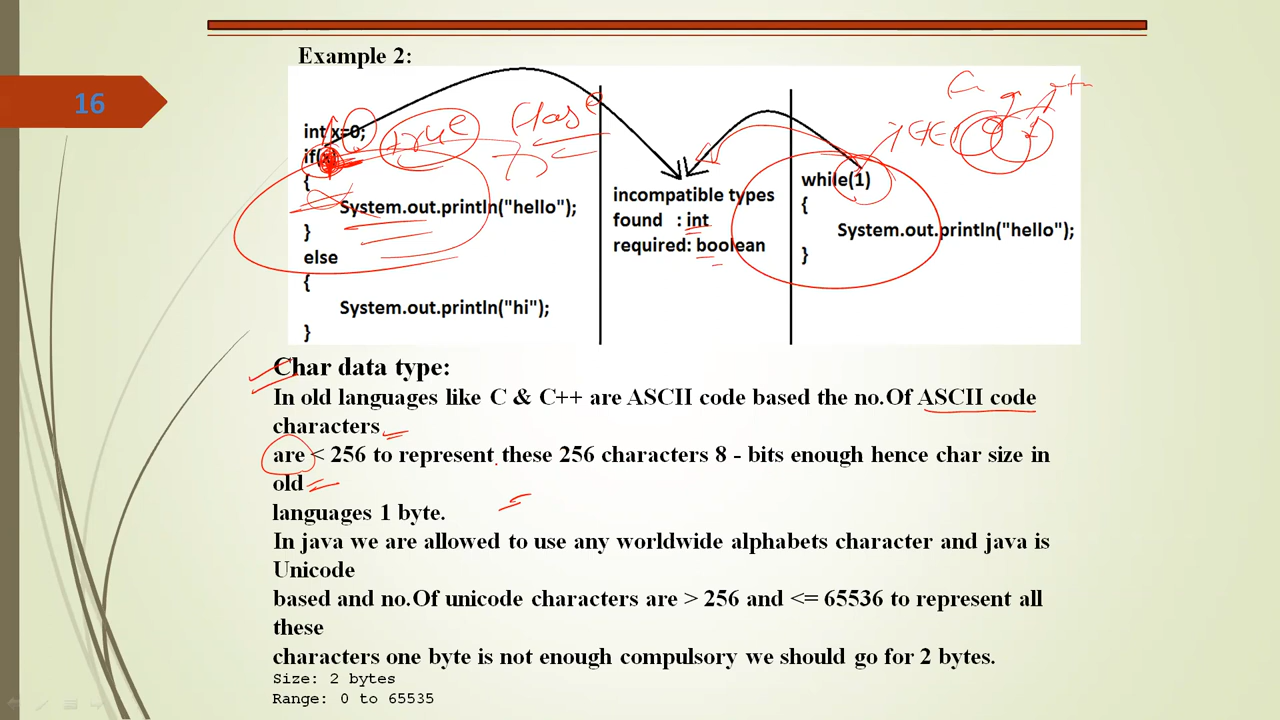 Example 2:
16
int x=0;
if(x)
{
System.out.println("hello");
}
else
{
System.out.println("hi");
}
incompatible types
found : int
required: boolean
while(1)
{
System.out.println("hello");
}
true
Char data type:
In old languages like C & C++ are ASCII code based the no.Of ASCII code
characters
are < 256 to represent these 256 characters 8 - bits enough hence char size in
old
languages 1 byte.
In java we are allowed to use any worldwide alphabets character and java is
Unicode
based and no.Of unicode characters are > 256 and <= 65536 to represent all
these
characters one byte is not enough compulsory we should go for 2 bytes.
Size: 2 bytes
Range: 0 to 65535